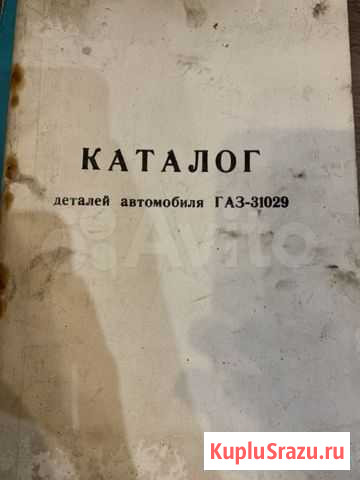 КАТАЛОГ
деталей автомобиля ГАЗ-31029
Avito
KupluSrazu.ru